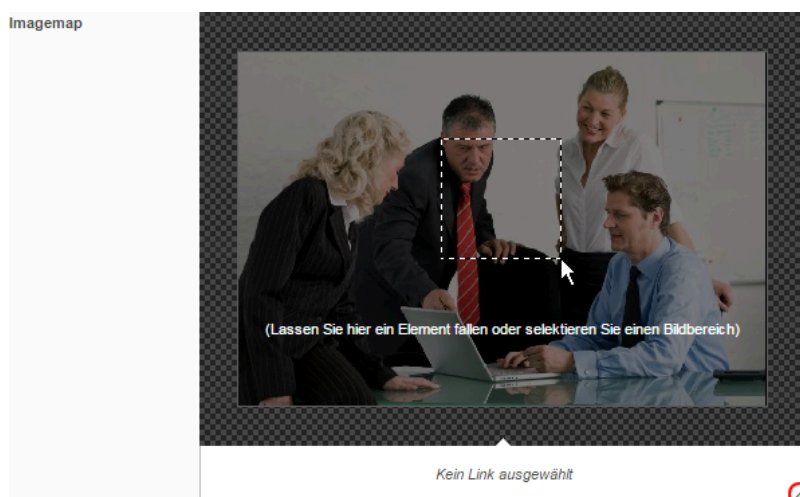 Imagemap
(Lassen Sie hier ein Element fallen oder selektieren Sie einen Bildbereich)
Kein Link ausgewählt